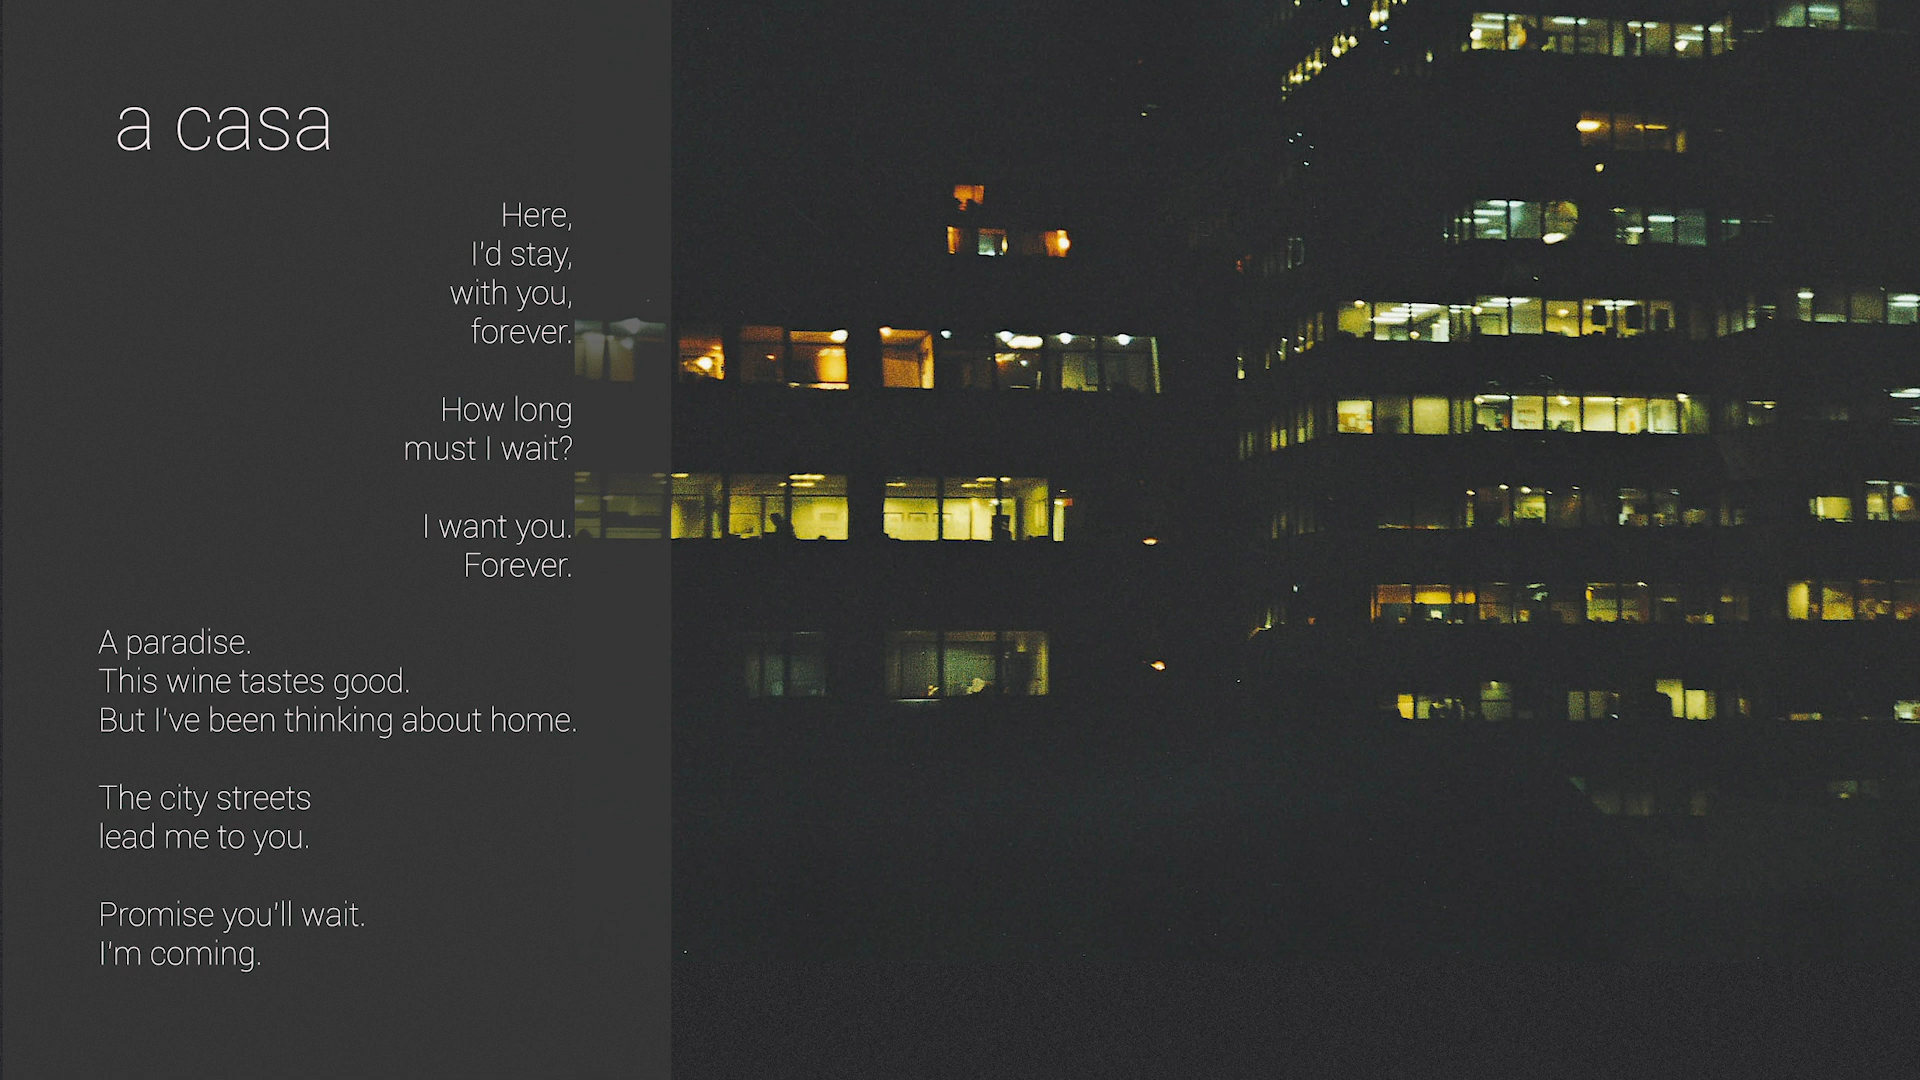 a casa
Here,
I'd stay,
with you,
forever.
How long
must I wait?
I want you.
Forever.
A paradise.
This wine tastes good.
But I've been thinking about home.
The city streets
lead me to you.
Promise you'll wait.
I'm coming.